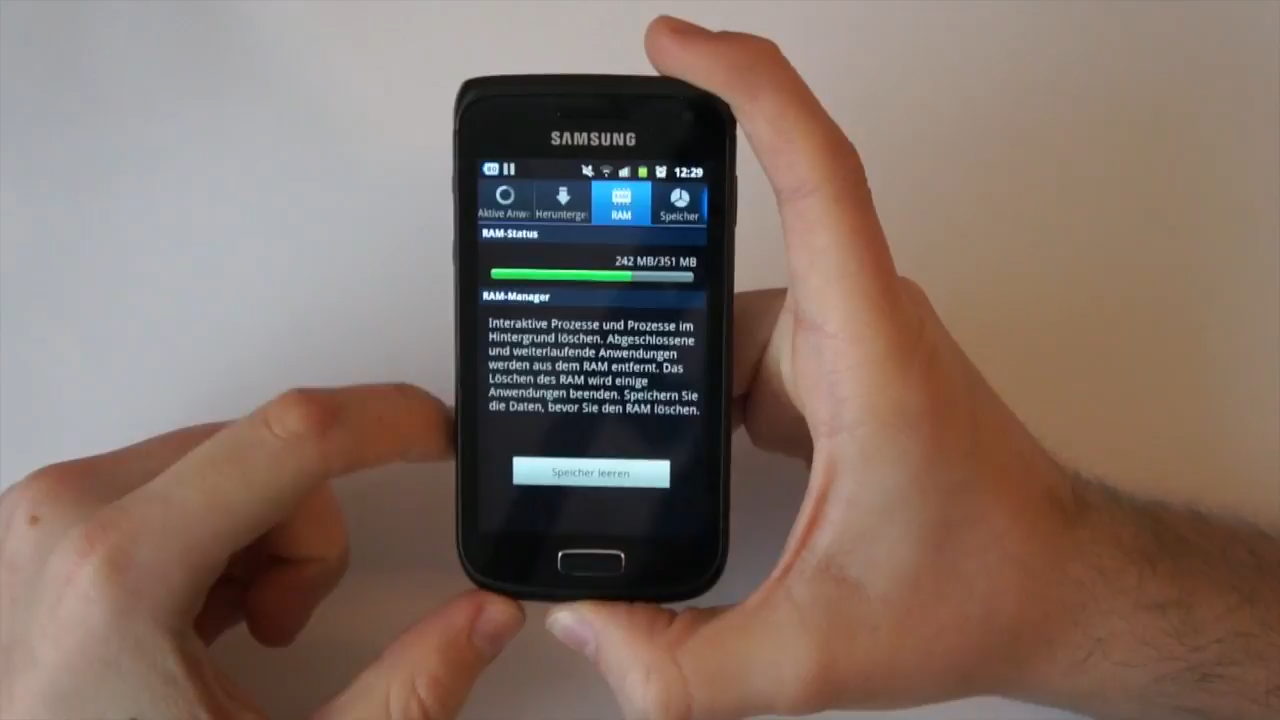 SAMSUNG
80
12:29
Aktive Anw
Herunterge
RAM
Speicher
RAM-Status
242 MB/351 MB
RAM-Manager
Interaktive Prozesse und Prozesse im
Hintergrund löschen. Abgeschlossene
und weiterlaufende Anwendungen
werden aus dem RAM entfernt. Das
Löschen des RAM wird einige
Anwendungen beenden. Speichern Sie
die Daten, bevor Sie den RAM löschen.
Speicher leeren